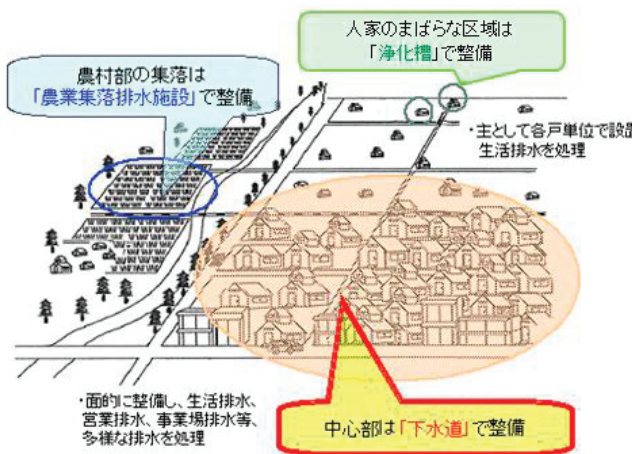 農村部の集落は
「農業集落排水施設」で整備
人家のまばらな区域は
「浄化槽」で整備
・主として各戸単位で設置
生活排水を処理
・面的に整備し、生活排水、
営業排水、事業場排水等、
多様な排水を処理
中心部は「下水道」で整備